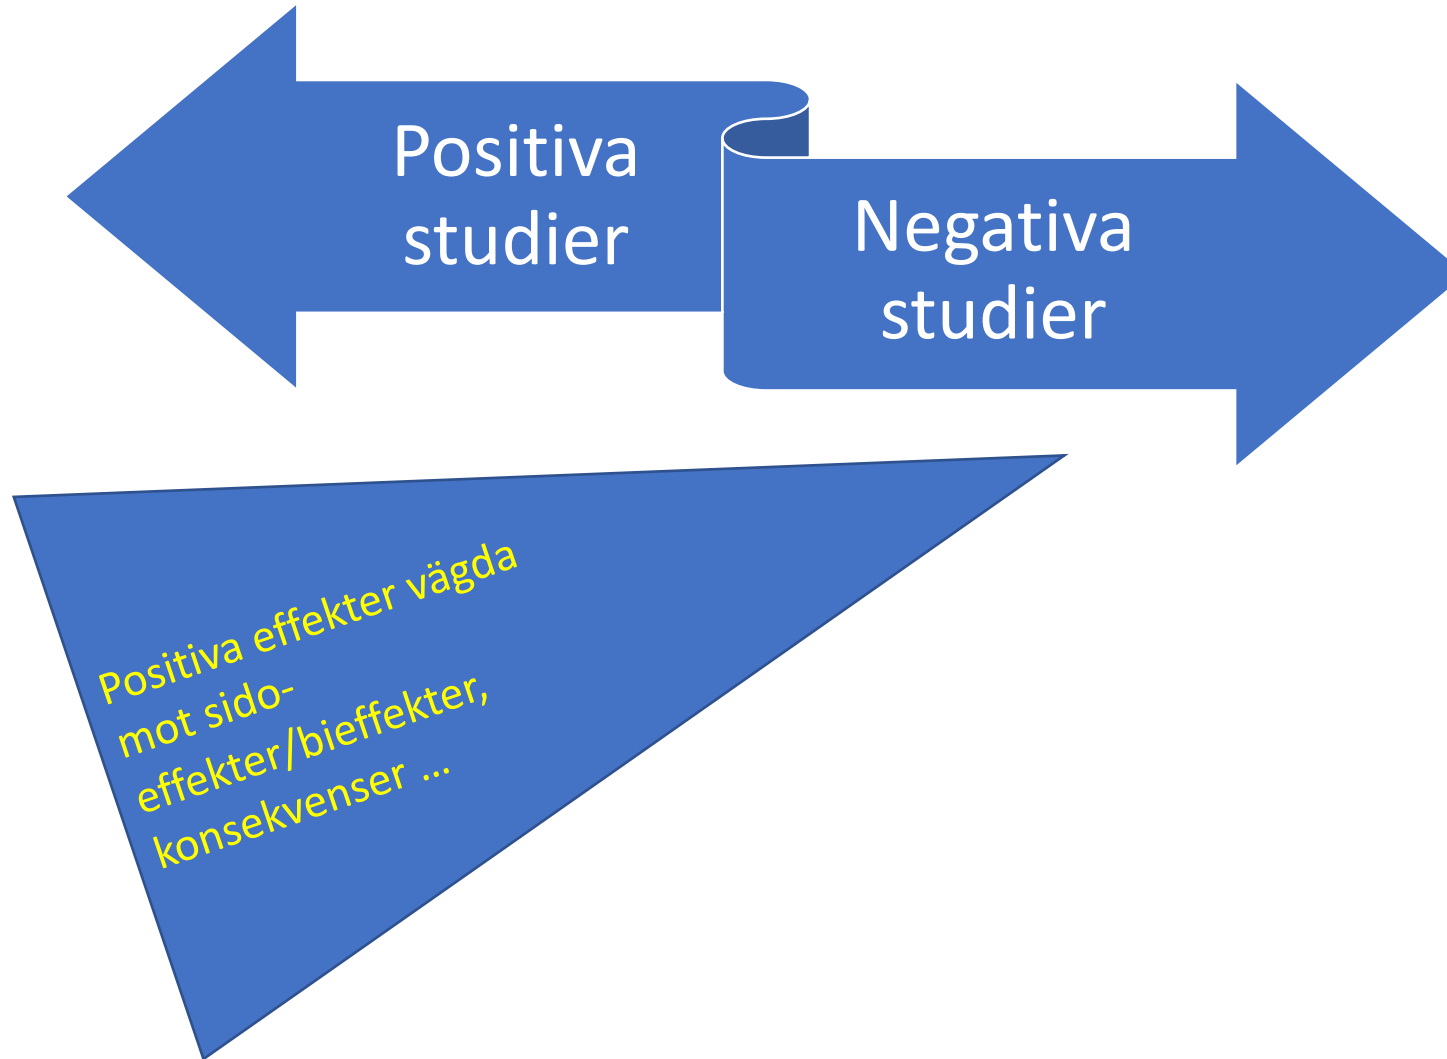 Positiva
studier
Negativa
studier
Positiva effekter vägda
mot sido-
effekter/bieffekter,
konsekvenser ...